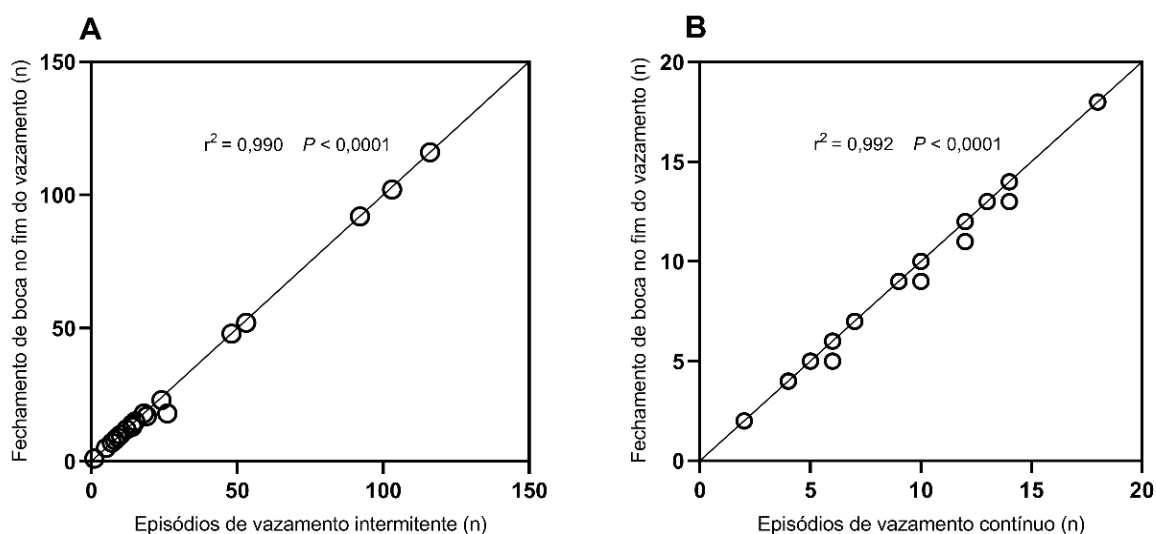 A
Fechamento de boca no fim do vazamento (n)
150
100
50
0
r² = 0,990 P < 0,0001
0 50 100 150
Episódios de vazamento intermitente (n)
B
Fechamento de boca no fim do vazamento (n)
20
15
10
5
0
r² = 0,992 P < 0,0001
0 5 10 15 20
Episódios de vazamento contínuo (n)